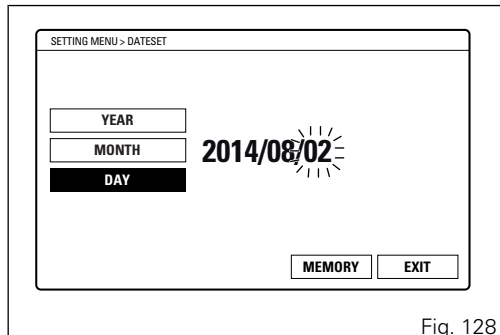 SETTING MENU > DATESET
YEAR
MONTH
DAY
2014/08/02
MEMORY
EXIT
Fig. 128